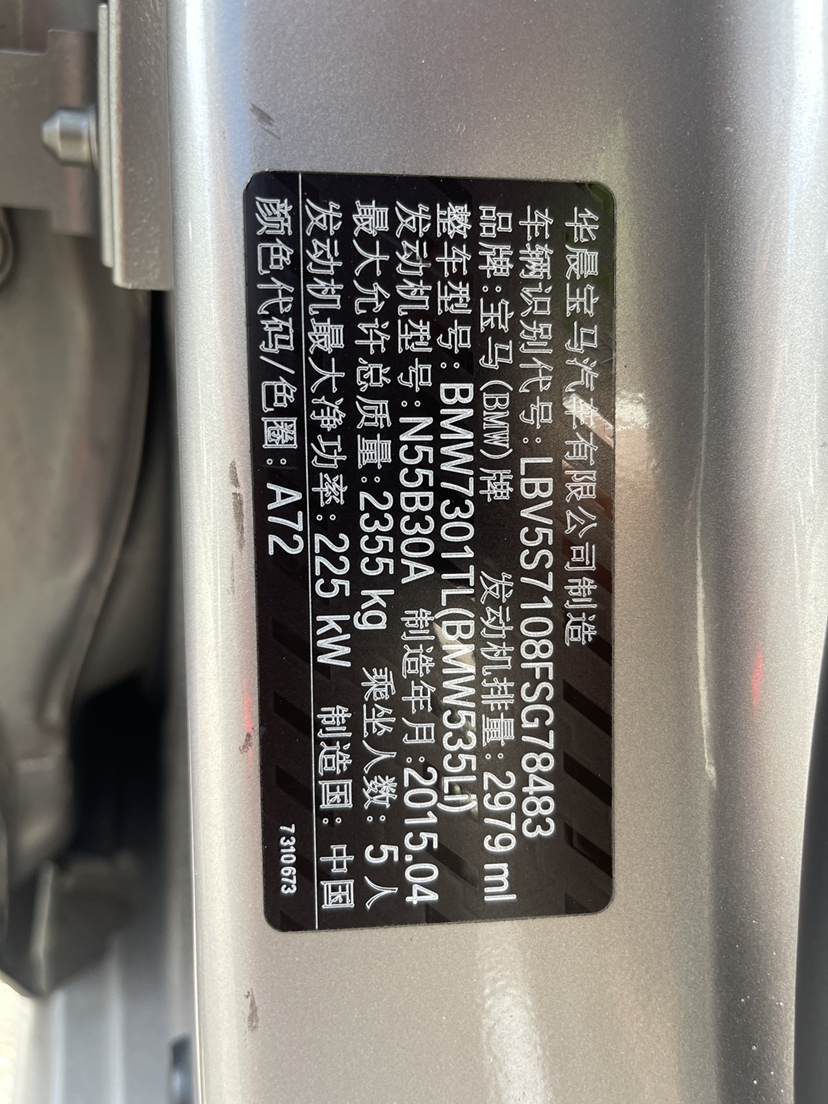 华晨宝马汽车有限公司制造
车辆识别代号:LBV5S7108FSG78483
品牌:宝马(BMW)牌 发动机排量:2979 ml
整车型号:BMW7301TL(BMW535Li)
发动机型号:N55B30A 制造年月:2015.04
最大允许总质量:2355 kg 乘坐人数:5人
发动机最大净功率:225 kW 制造国:中国
颜色代码/色圈:A72
7 310 673